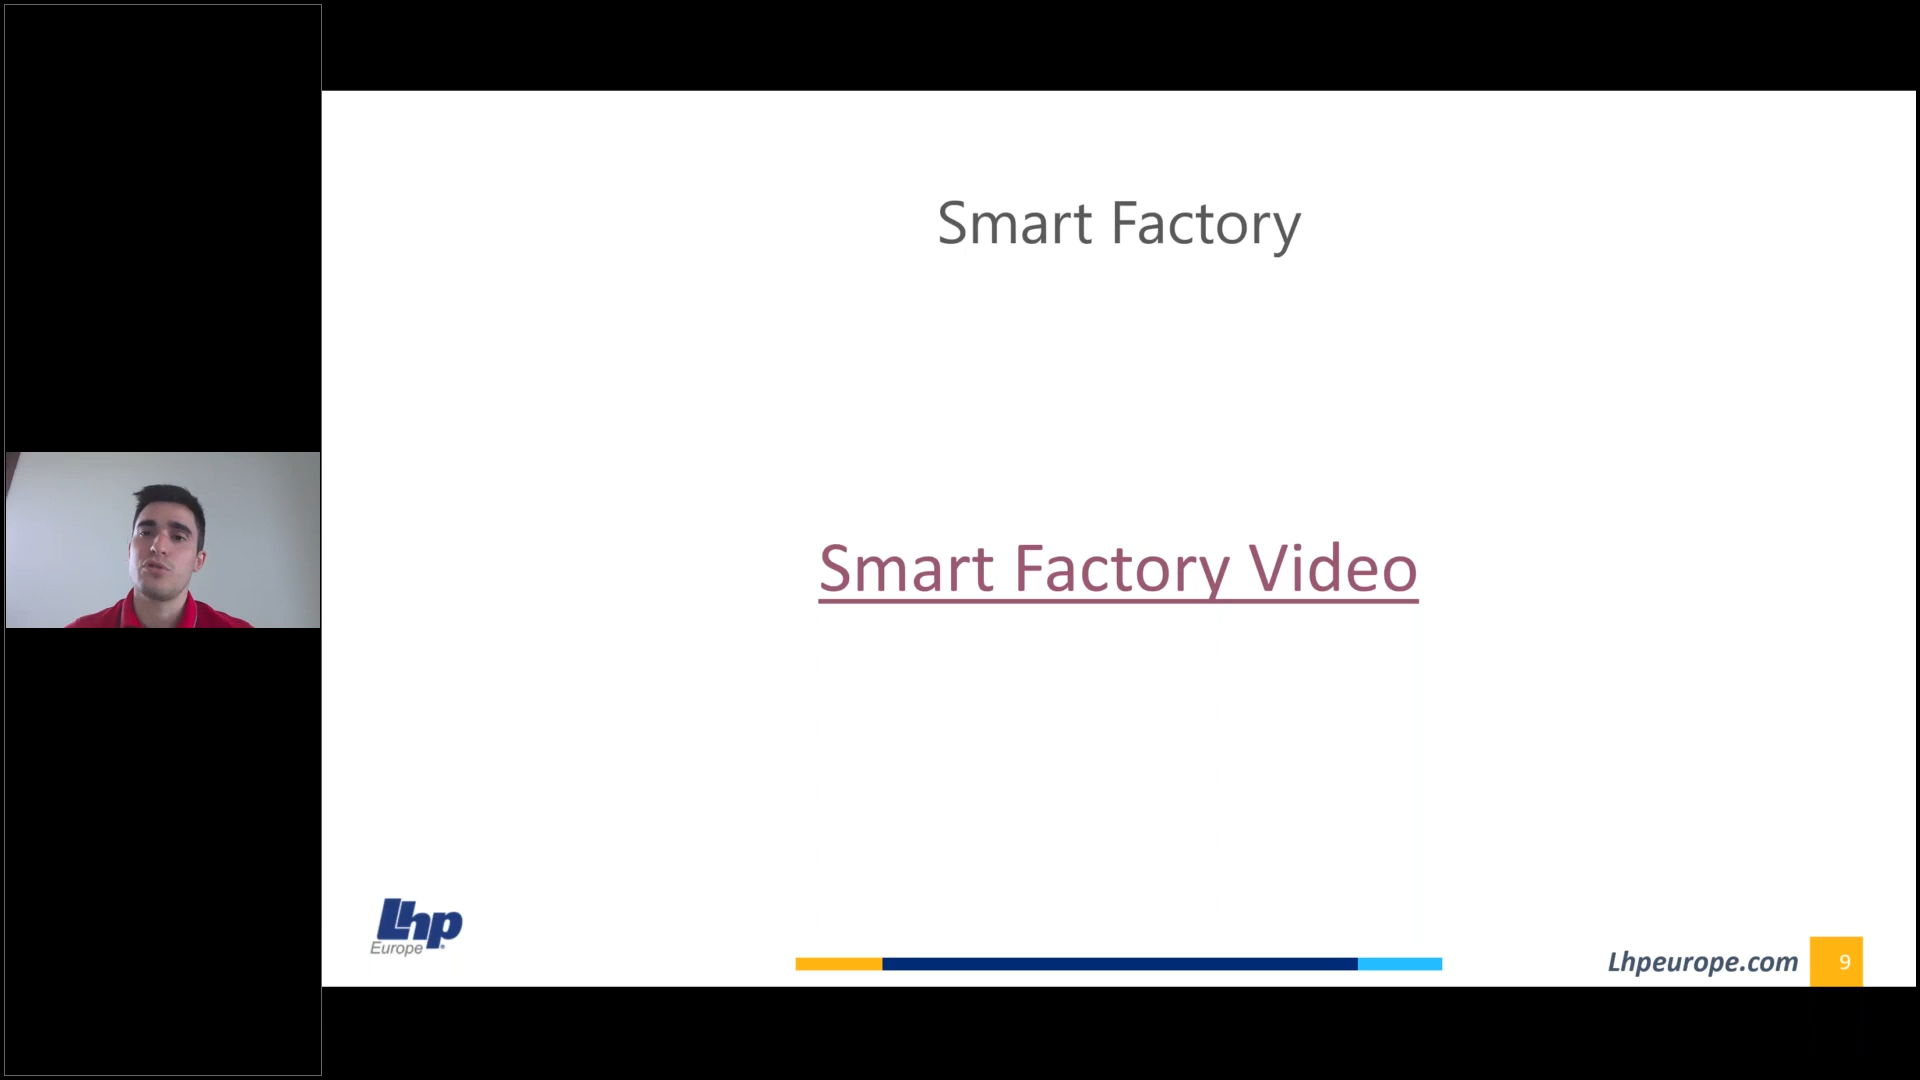 Smart Factory
Smart Factory Video
Lhp
Europe
Lhpeurope.com
9